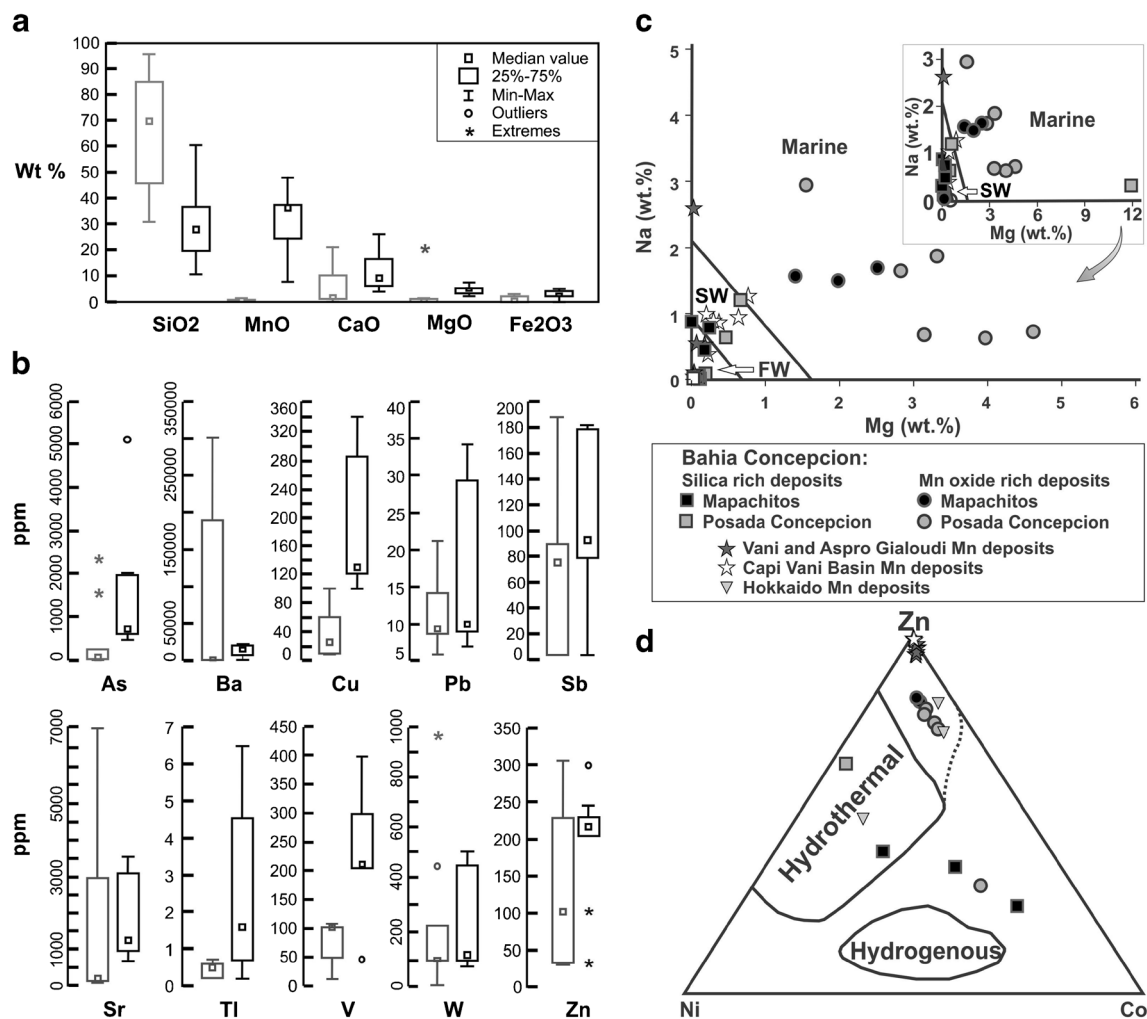 a
100
90
80
70
60
50
40
30
20
10
0
Wt %
Median value
25%-75%
Min-Max
Outliers
Extremes
SiO2 MnO CaO MgO Fe2O3
b
ppm
6000
5000
4000
3000
2000
1000
0
As
350000
250000
150000
50000
0
Ba
360
320
280
240
200
160
120
80
40
0
Cu
40
35
30
25
20
15
10
5
Pb
200
180
160
140
120
100
80
60
40
20
0
Sb
ppm
7000
5000
3000
1000
0
Sr
7
6
5
4
3
2
1
0
Tl
450
400
350
300
250
200
150
100
50
0
V
1000
800
600
400
200
0
W
350
300
250
200
150
100
50
0
Zn
c
5
4
3
2
1
0
Na (wt.%)
Marine
SW
FW
0 1 2 3 4 5 6
Mg (wt.%)
3
2
1
0
Na (wt.%)
Marine
SW
0 3 6 9 12
Mg (wt.%)
Bahia Concepcion:
Silica rich deposits Mn oxide rich deposits
Mapachitos Mapachitos
Posada Concepcion Posada Concepcion
Vani and Aspro Gialoudi Mn deposits
Capi Vani Basin Mn deposits
Hokkaido Mn deposits
d
Zn
Hydrothermal
Hydrogenous
Ni Co